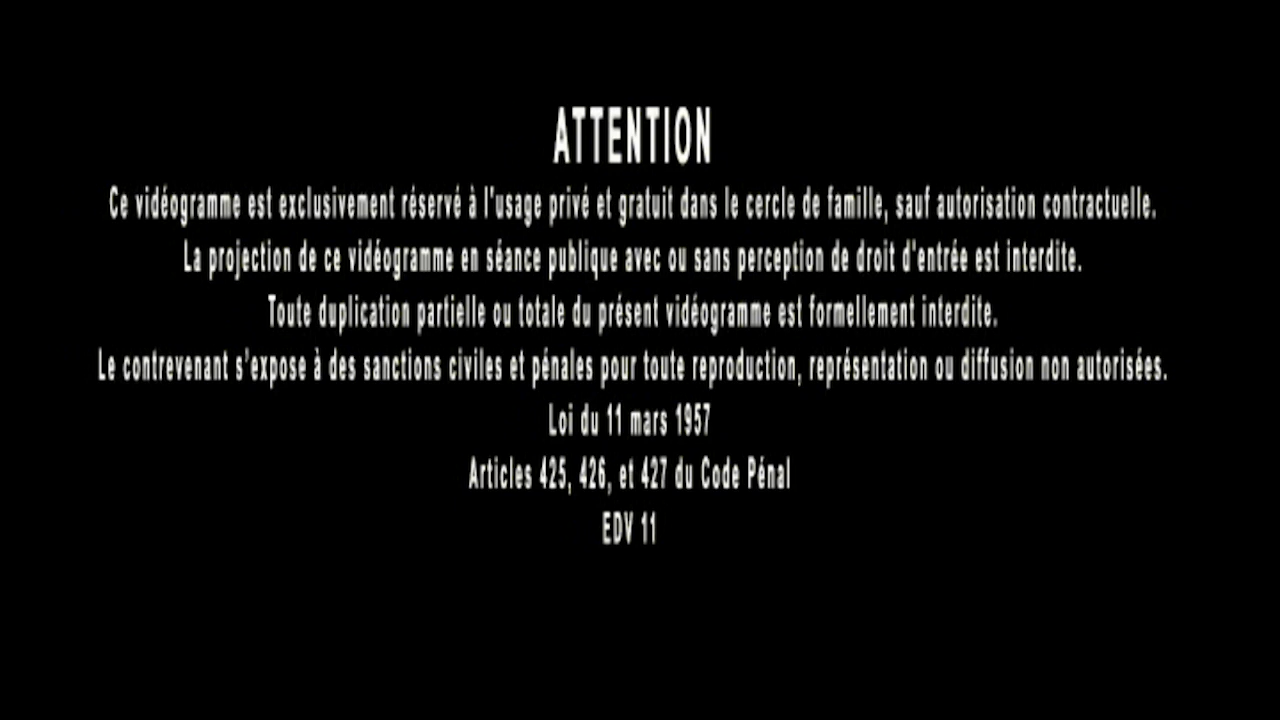 ATTENTION
Ce vidéogramme est exclusivement réservé à l'usage privé et gratuit dans le cercle de famille, sauf autorisation contractuelle.
La projection de ce vidéogramme en séance publique avec ou sans perception de droit d'entrée est interdite.
Toute duplication partielle ou totale du présent vidéogramme est formellement interdite.
Le contrevenant s'expose à des sanctions civiles et pénales pour toute reproduction, représentation ou diffusion non autorisées.
Loi du 11 mars 1957
Articles 425, 426, et 427 du Code Pénal
EDV 11